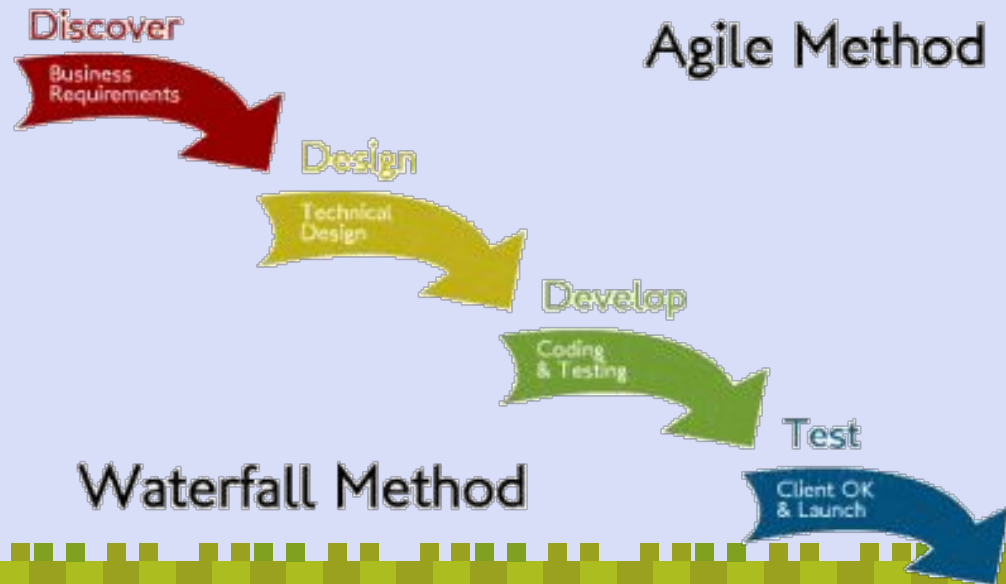 Discover
Agile Method
Business
Requirements
Design
Technical
Design
Develop
Coding
& Testing
Test
Waterfall Method
Client OK
& Launch